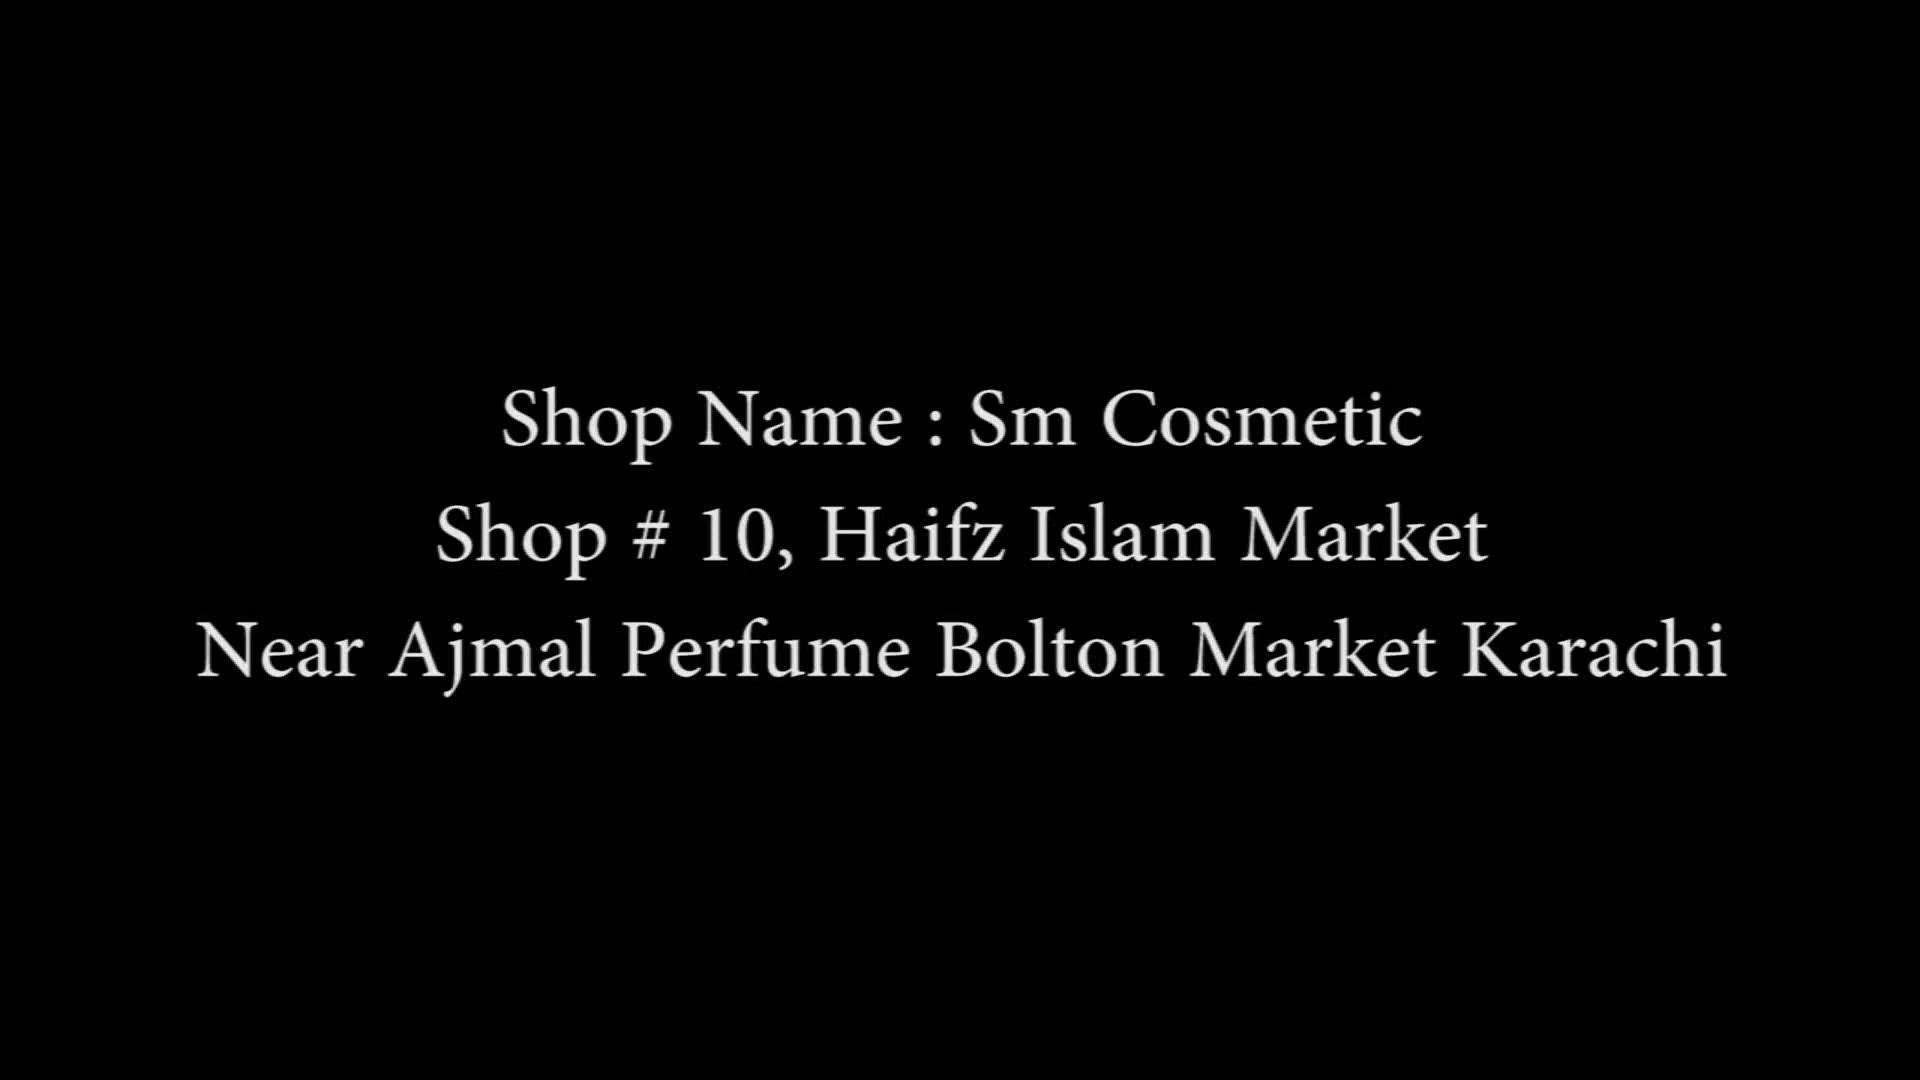 Shop Name : Sm Cosmetic
Shop # 10, Haifz Islam Market
Near Ajmal Perfume Bolton Market Karachi